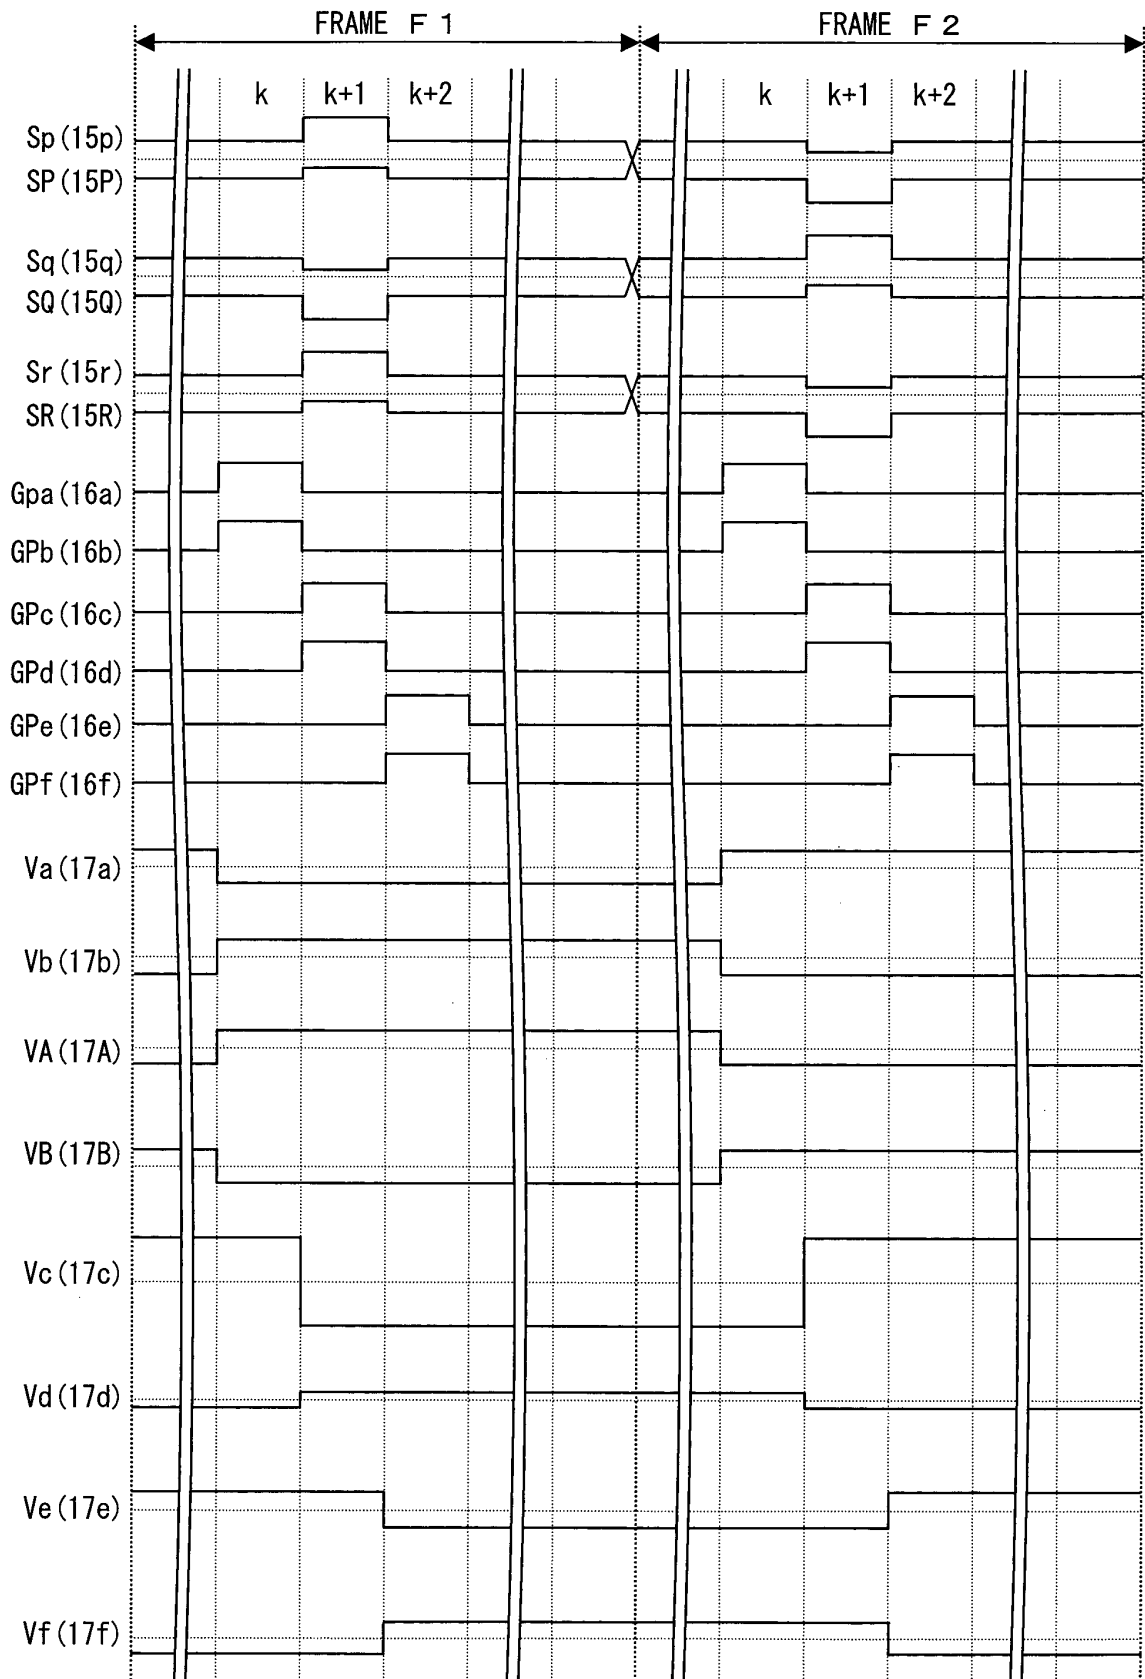 FRAME F 1 FRAME F 2
k k+1 k+2 k k+1 k+2
Sp(15p)
SP(15P)
Sq(15q)
SQ(15Q)
Sr(15r)
SR(15R)
Gpa(16a)
GPb(16b)
GPc(16c)
GPd(16d)
GPe(16e)
GPf(16f)
Va(17a)
Vb(17b)
VA(17A)
VB(17B)
Vc(17c)
Vd(17d)
Ve(17e)
Vf(17f)